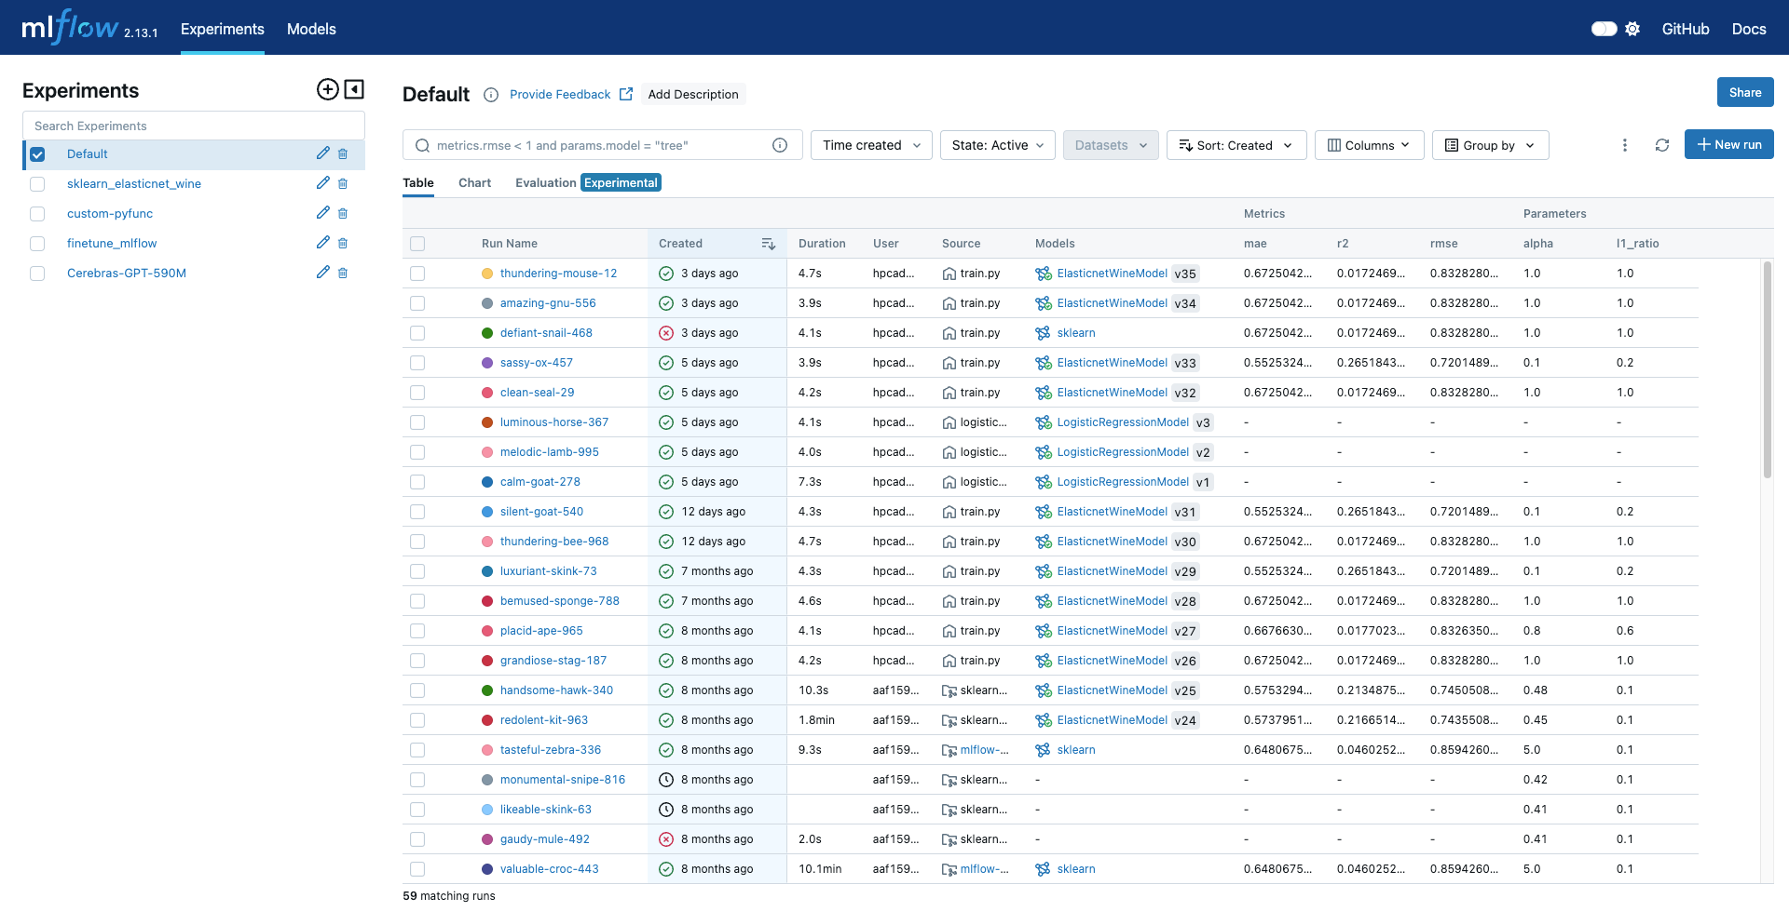 mlflow 2.13.1 Experiments Models GitHub Docs
Experiments
Search Experiments
Default
sklearn_elasticnet_wine
custom-pyfunc
finetune_mlflow
Cerebras-GPT-590M
Default Provide Feedback Add Description Share
metrics.rmse < 1 and params.model = "tree" Time created State: Active Datasets Sort: Created Columns Group by New run
Table Chart Evaluation Experimental
Metrics Parameters
Run Name Created Duration User Source Models mae r2 rmse alpha l1_ratio
thundering-mouse-12 3 days ago 4.7s hpcad... train.py ElasticnetWineModel v35 0.6725042... 0.0172469... 0.8328280... 1.0 1.0
amazing-gnu-556 3 days ago 3.9s hpcad... train.py ElasticnetWineModel v34 0.6725042... 0.0172469... 0.8328280... 1.0 1.0
defiant-snail-468 3 days ago 4.1s hpcad... train.py sklearn 0.6725042... 0.0172469... 0.8328280... 1.0 1.0
sassy-ox-457 5 days ago 3.9s hpcad... train.py ElasticnetWineModel v33 0.5525324... 0.2651843... 0.7201489... 0.1 0.2
clean-seal-29 5 days ago 4.2s hpcad... train.py ElasticnetWineModel v32 0.6725042... 0.0172469... 0.8328280... 1.0 1.0
luminous-horse-367 5 days ago 4.1s hpcad... logistic... LogisticRegressionModel v3 - - - - -
melodic-lamb-995 5 days ago 4.0s hpcad... logistic... LogisticRegressionModel v2 - - - - -
calm-goat-278 5 days ago 7.3s hpcad... logistic... LogisticRegressionModel v1 - - - - -
silent-goat-540 12 days ago 4.3s hpcad... train.py ElasticnetWineModel v31 0.5525324... 0.2651843... 0.7201489... 0.1 0.2
thundering-bee-968 12 days ago 4.7s hpcad... train.py ElasticnetWineModel v30 0.6725042... 0.0172469... 0.8328280... 1.0 1.0
luxuriant-skink-73 7 months ago 4.3s hpcad... train.py ElasticnetWineModel v29 0.5525324... 0.2651843... 0.7201489... 0.1 0.2
bemused-sponge-788 7 months ago 4.6s hpcad... train.py ElasticnetWineModel v28 0.6725042... 0.0172469... 0.8328280... 1.0 1.0
placid-ape-965 8 months ago 4.1s hpcad... train.py ElasticnetWineModel v27 0.6676630... 0.0177023... 0.8326350... 0.8 0.6
grandiose-stag-187 8 months ago 4.2s hpcad... train.py ElasticnetWineModel v26 0.6725042... 0.0172469... 0.8328280... 1.0 1.0
handsome-hawk-340 8 months ago 10.3s aaf159... sklearn... ElasticnetWineModel v25 0.5753294... 0.2134875... 0.7450508... 0.48 0.1
redolent-kit-963 8 months ago 1.8min aaf159... sklearn... ElasticnetWineModel v24 0.5737951... 0.2166514... 0.7435508... 0.45 0.1
tasteful-zebra-336 8 months ago 9.3s aaf159... mlflow-... sklearn 0.6480675... 0.0460252... 0.8594260... 5.0 0.1
monumental-snipe-816 8 months ago aaf159... sklearn... - - - - 0.42 0.1
likeable-skink-63 8 months ago aaf159... sklearn... - - - - 0.41 0.1
gaudy-mule-492 8 months ago 2.0s aaf159... sklearn... - - - - 0.41 0.1
valuable-croc-443 8 months ago 10.1min aaf159... mlflow-... sklearn 0.6480675... 0.0460252... 0.8594260... 5.0 0.1
59 matching runs